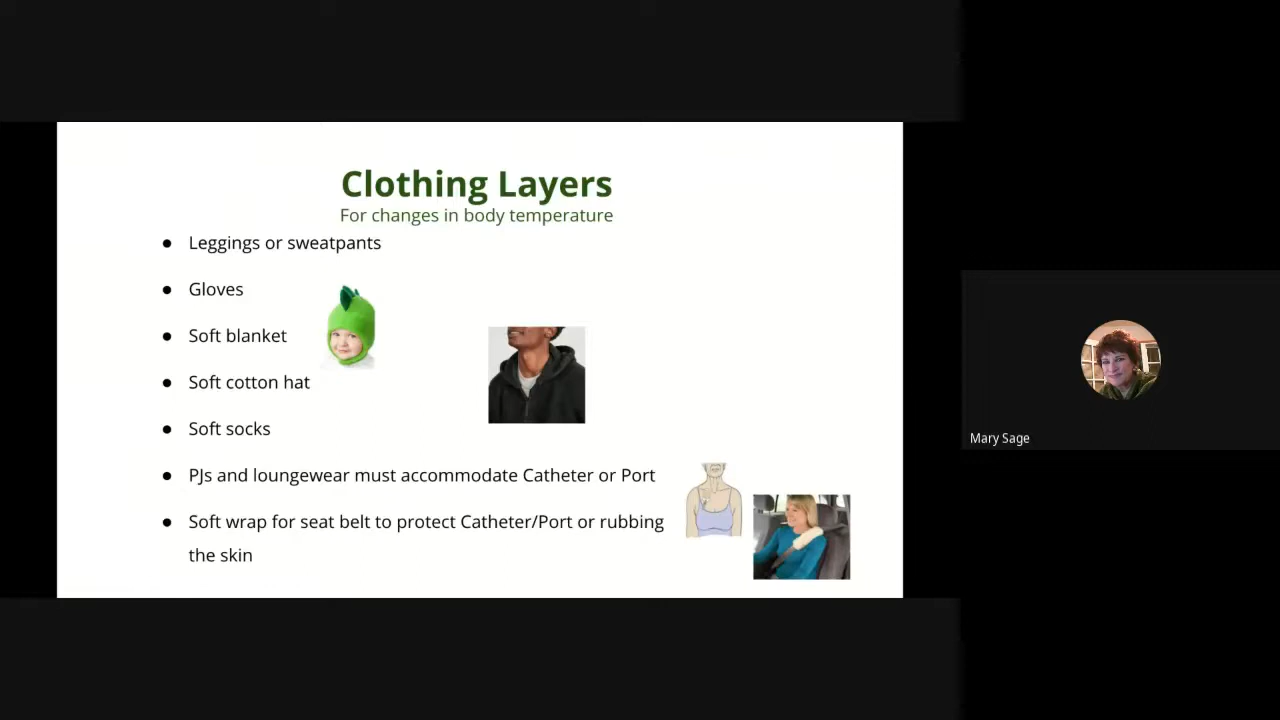 Clothing Layers
For changes in body temperature
● Leggings or sweatpants
● Gloves
● Soft blanket
● Soft cotton hat
● Soft socks
● PJs and loungewear must accommodate Catheter or Port
● Soft wrap for seat belt to protect Catheter/Port or rubbing
the skin
Mary Sage